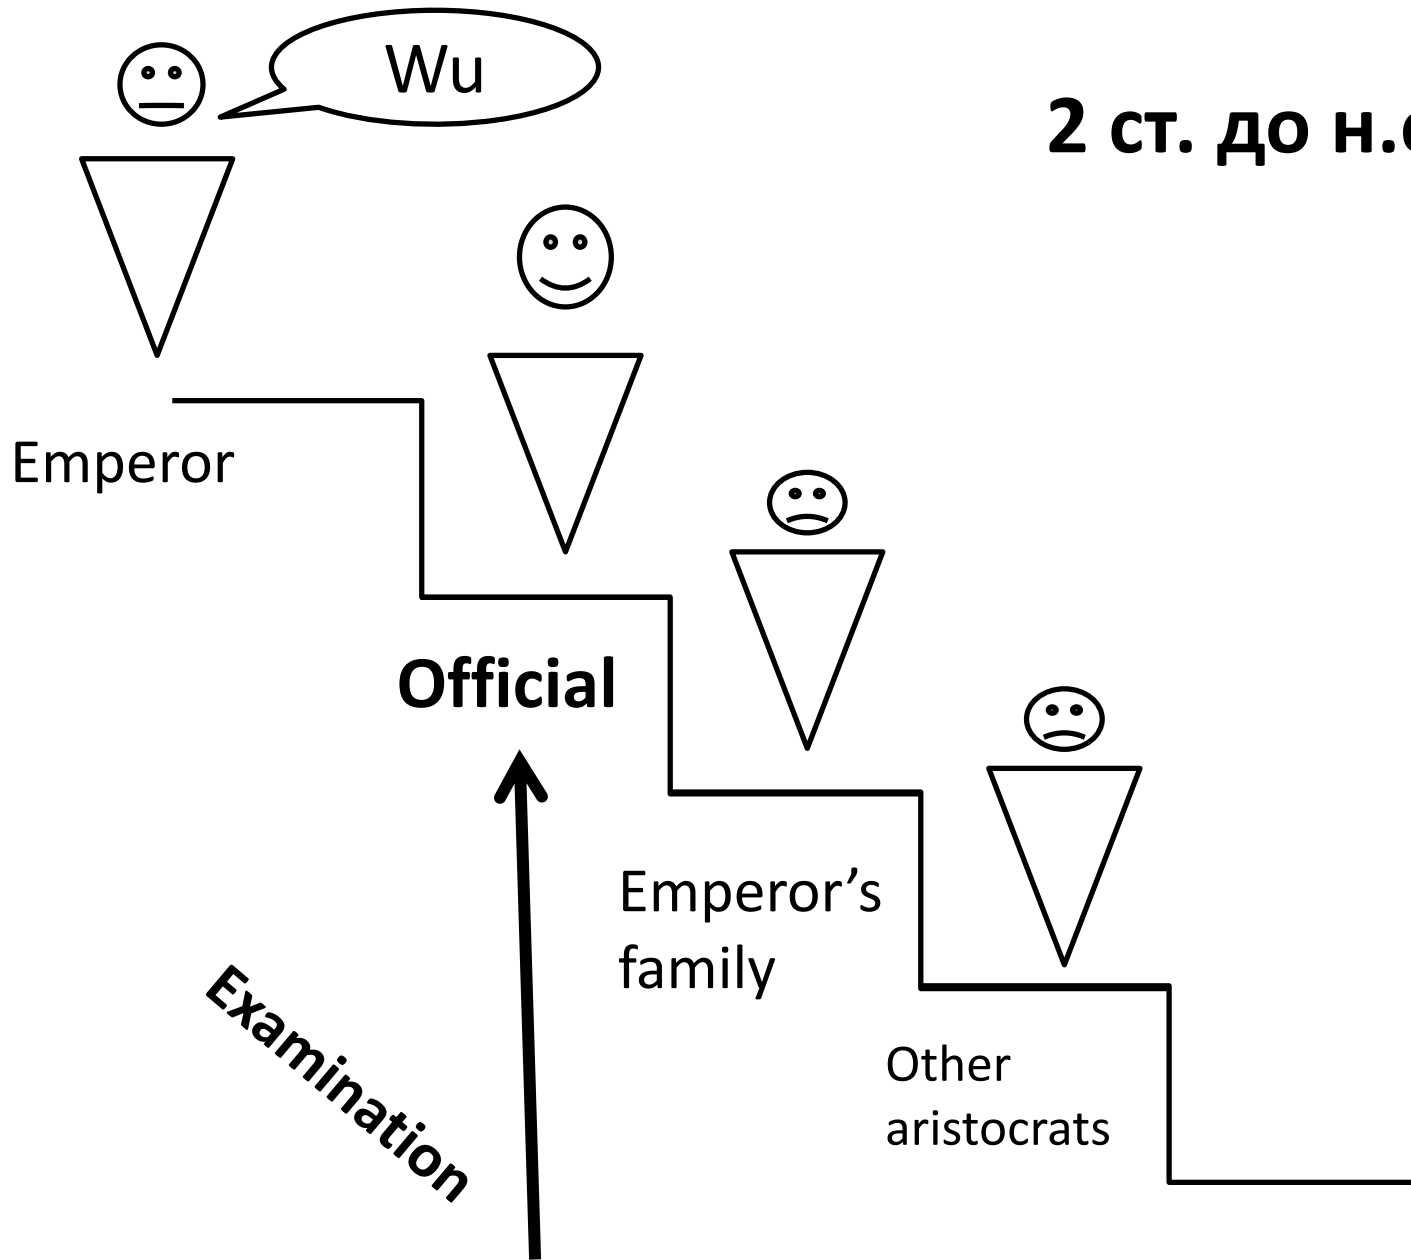 Wu
2 ст. до н.е
Emperor
Official
Emperor’s
family
Examination
Other
aristocrats